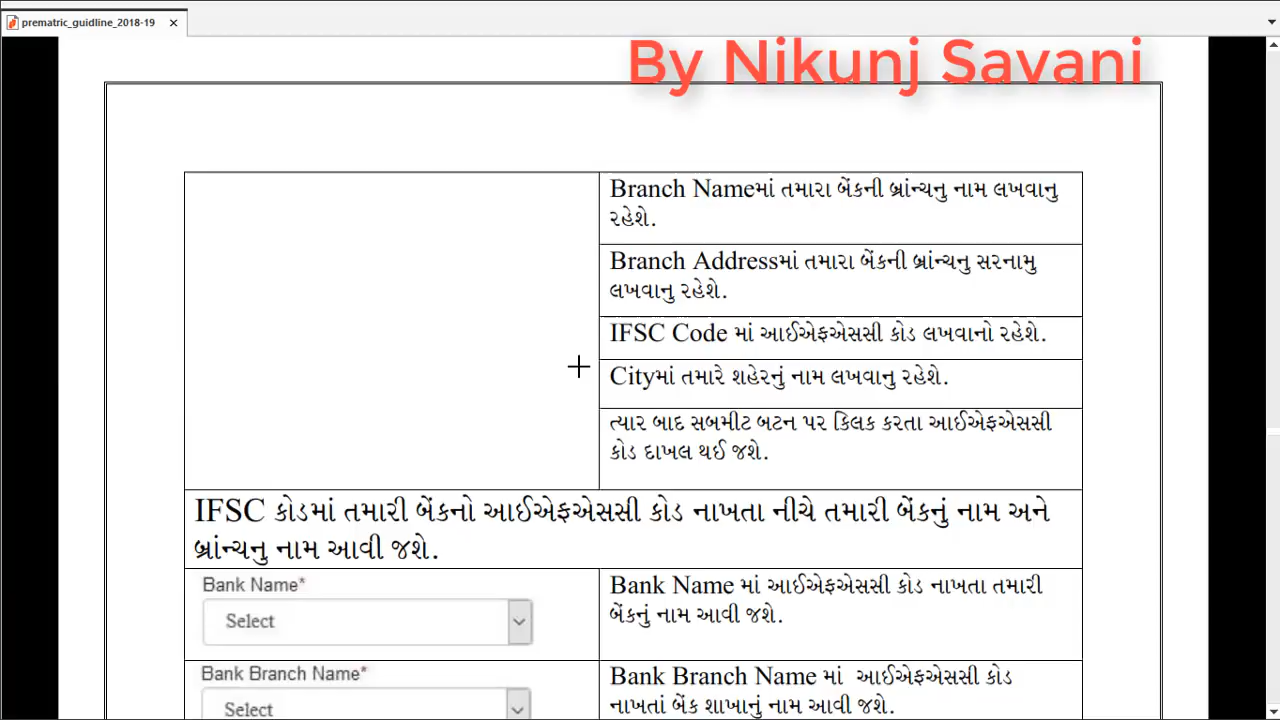 prematric_guidline_2018-19
By Nikunj Savani
Branch Nameમાં તમારા બેંકની બ્રાંન્ચનુ નામ લખવાનુ
રહેશે.
Branch Addressમાં તમારા બેંકની બ્રાંન્ચનુ સરનામુ
લખવાનુ રહેશે.
IFSC Code માં આઈએફએસસી કોડ લખવાનો રહેશે.
Cityમાં તમારે શહેરનું નામ લખવાનુ રહેશે.
ત્યાર બાદ સબમીટ બટન પર ક્લિક કરતા આઈએફએસસી
કોડ દાખલ થઈ જશે.
IFSC કોડમાં તમારી બેંકનો આઈએફએસસી કોડ નાખતા નીચે તમારી બેંકનું નામ અને
બ્રાંન્ચનુ નામ આવી જશે.
Bank Name*
Select
Bank Name માં આઈએફએસસી કોડ નાખતા તમારી
બેંકનું નામ આવી જશે.
Bank Branch Name*
Select
Bank Branch Name માં આઈએફએસસી કોડ
નાખતાં બેંક શાખાનું નામ આવી જશે.